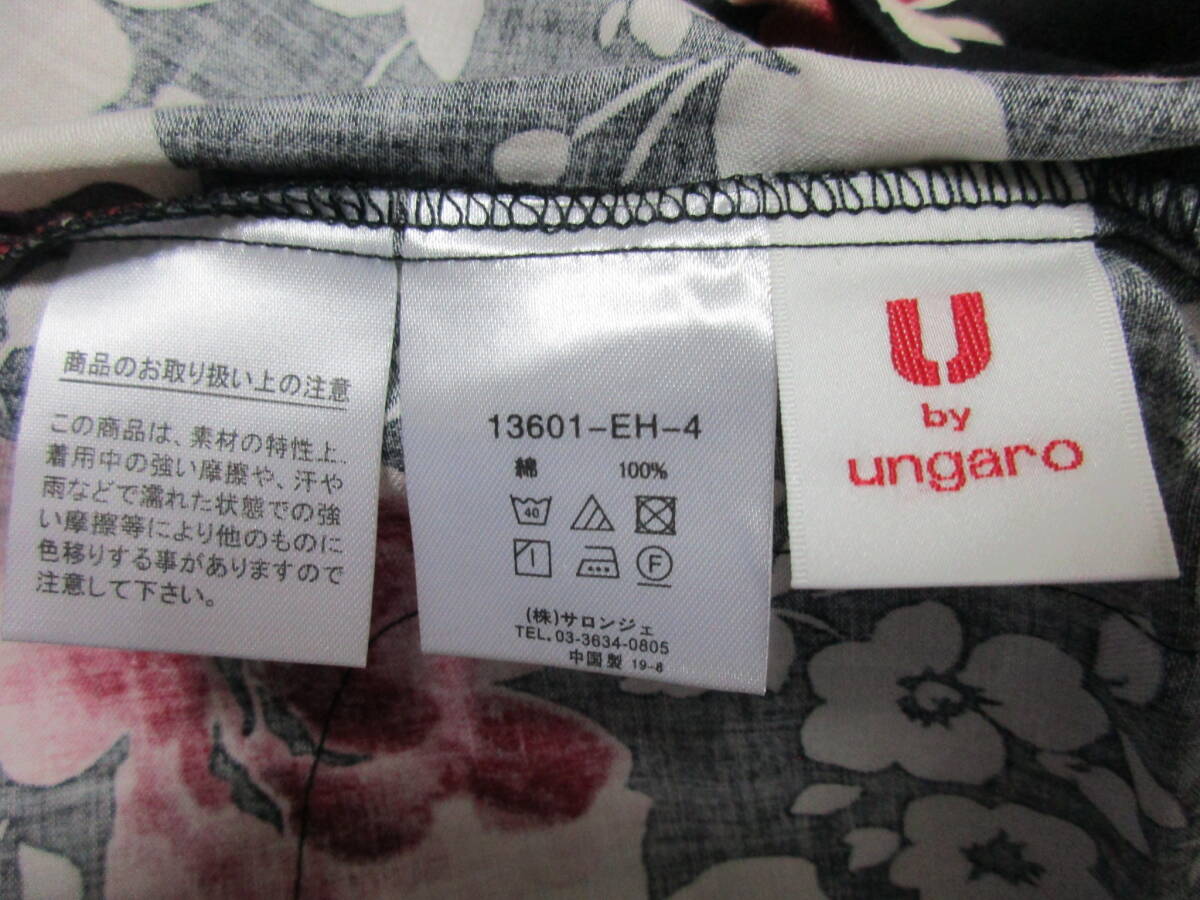 商品のお取り扱い上の注意
この商品は、素材の特性上、
着用中の強い摩擦や、汗や
雨などで濡れた状態での強
い摩擦等により他のものに
色移りする事がありますので
注意して下さい。
13601-EH-4
綿 100%
40
F
(株)サロンジェ
TEL.03-3634-0805
中国製 19-8
U
by
ungaro